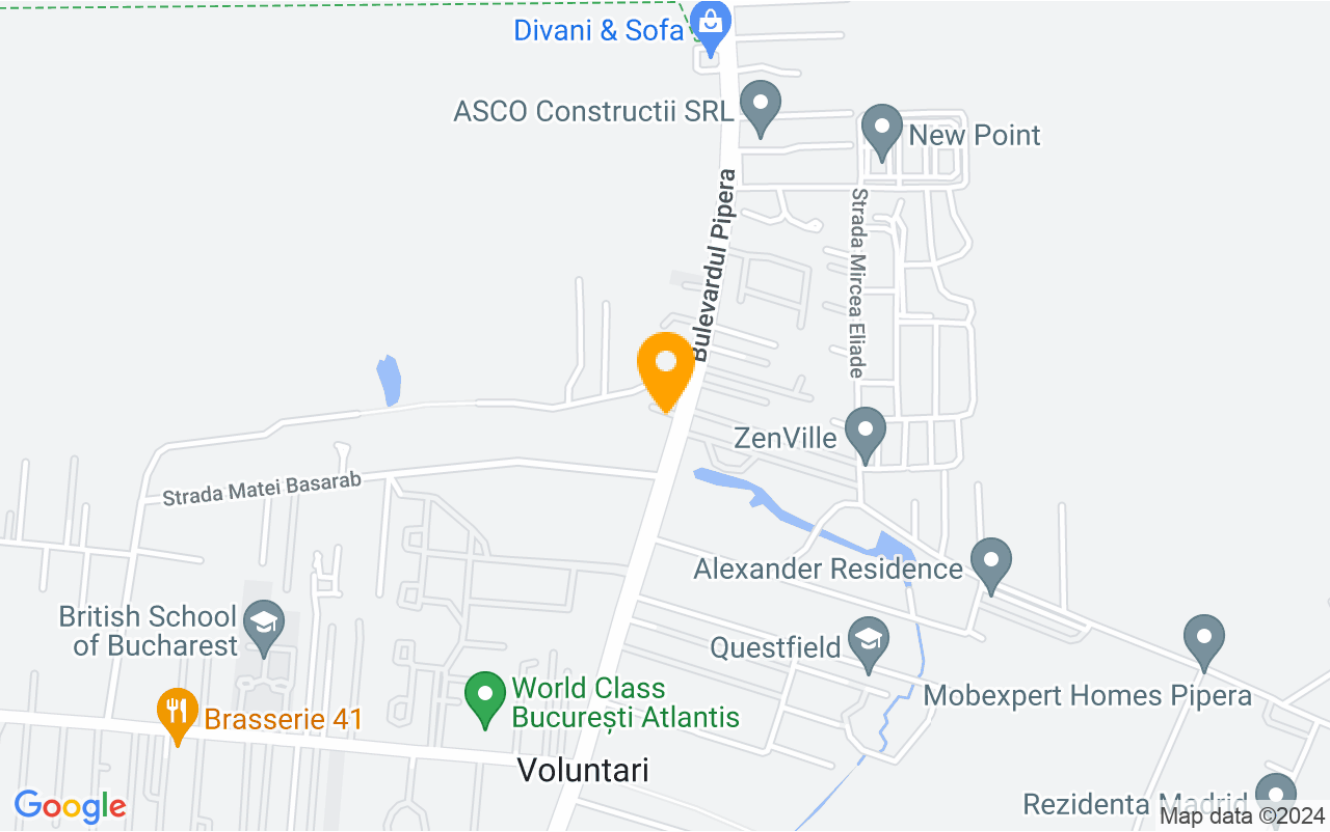 Divani & Sofa
ASCO Constructii SRL
New Point
Bulevardul Pipera
Strada Mircea Eliade
ZenVille
Strada Matei Basarab
Alexander Residence
British School
of Bucharest
Questfield
World Class
București Atlantis
Mobexpert Homes Pipera
Brasserie 41
Voluntari
Google
Rezidenta Madrid
Map data ©2024